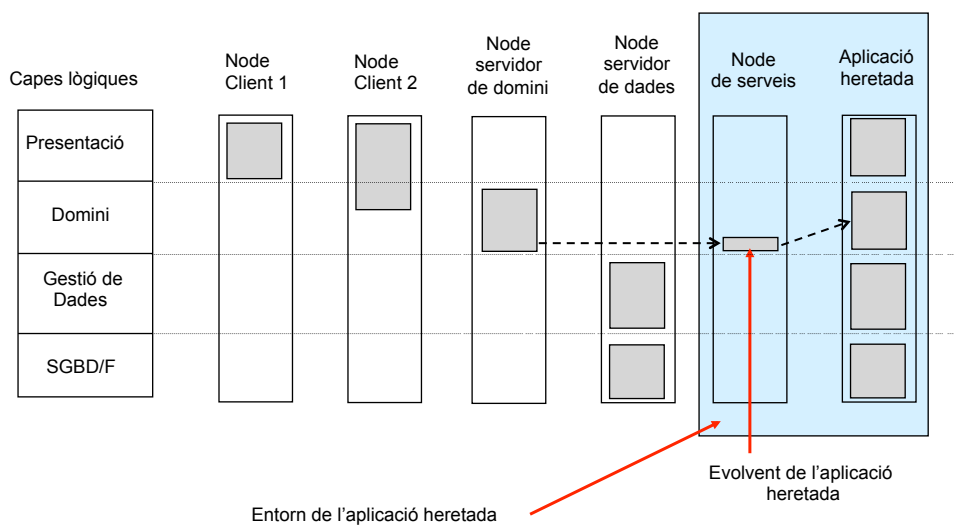 Capes lògiques
Node
Client 1
Node
Client 2
Node
servidor
de domini
Node
servidor
de dades
Node
de serveis
Aplicació
heretada
Presentació
Domini
Gestió de
Dades
SGBD/F
Evolvent de l’aplicació
heretada
Entorn de l’aplicació heretada